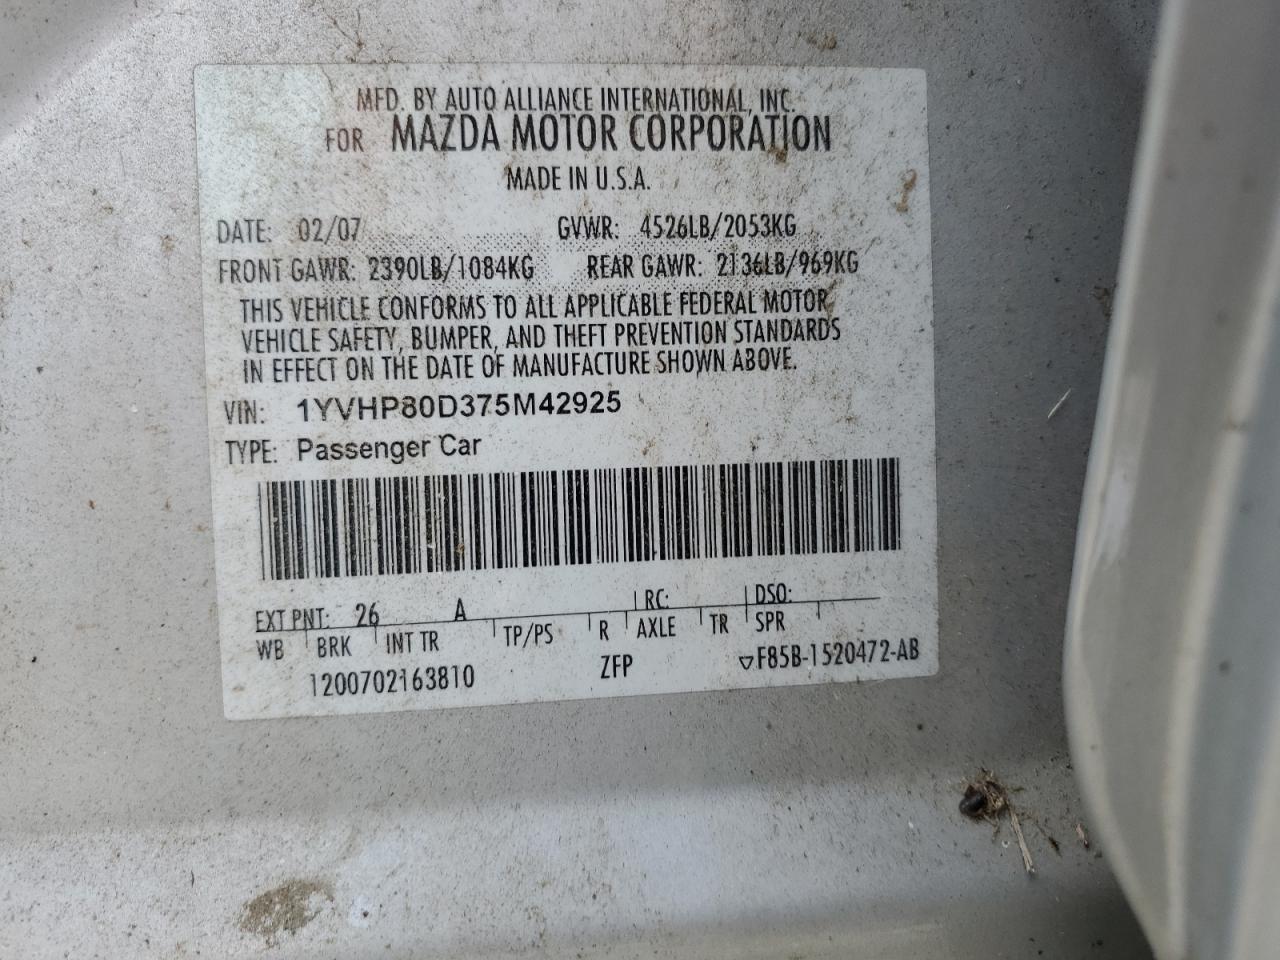 MFD. BY AUTO ALLIANCE INTERNATIONAL, INC.
FOR MAZDA MOTOR CORPORATION
MADE IN U.S.A.
DATE: 02/07 GVWR: 4526LB/2053KG
FRONT GAWR: 2390LB/1084KG REAR GAWR: 2136LB/969KG
THIS VEHICLE CONFORMS TO ALL APPLICABLE FEDERAL MOTOR
VEHICLE SAFETY, BUMPER, AND THEFT PREVENTION STANDARDS
IN EFFECT ON THE DATE OF MANUFACTURE SHOWN ABOVE.
VIN: 1YVHP80D375M42925
TYPE: Passenger Car
EXT PNT: 26 A RC: DSO:
WB BRK INT TR TP/PS R AXLE TR SPR
1200702163810 ZFP ▽F85B-1520472-AB